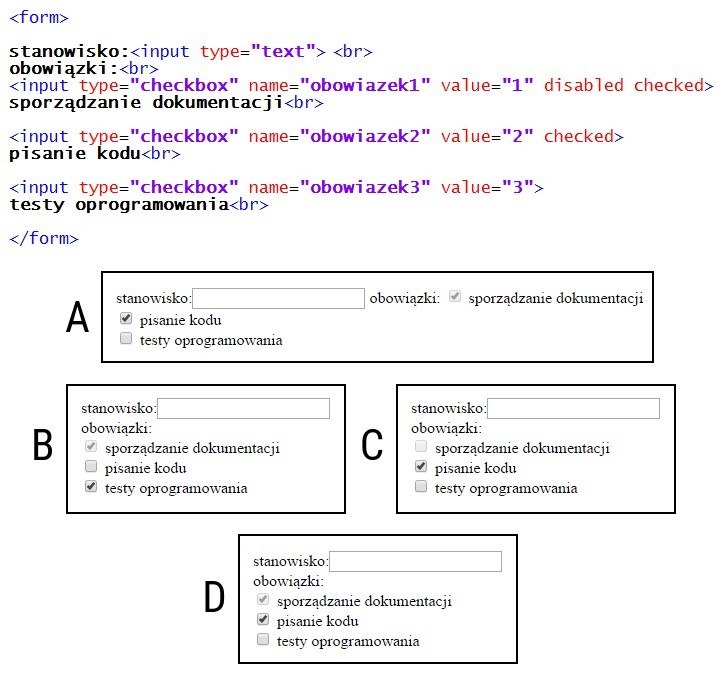 <form>
stanowisko:<input type="text"> <br>
obowiązki:<br>
<input type="checkbox" name="obowiazek1" value="1" disabled checked>
sporządzanie dokumentacji<br>
<input type="checkbox" name="obowiazek2" value="2" checked>
pisanie kodu<br>
<input type="checkbox" name="obowiazek3" value="3">
testy oprogramowania<br>
</form>
A
stanowisko: obowiązki: sporządzanie dokumentacji
pisanie kodu
testy oprogramowania
B
stanowisko:
obowiązki:
sporządzanie dokumentacji
pisanie kodu
testy oprogramowania
C
stanowisko:
obowiązki:
sporządzanie dokumentacji
pisanie kodu
testy oprogramowania
D
stanowisko:
obowiązki:
sporządzanie dokumentacji
pisanie kodu
testy oprogramowania